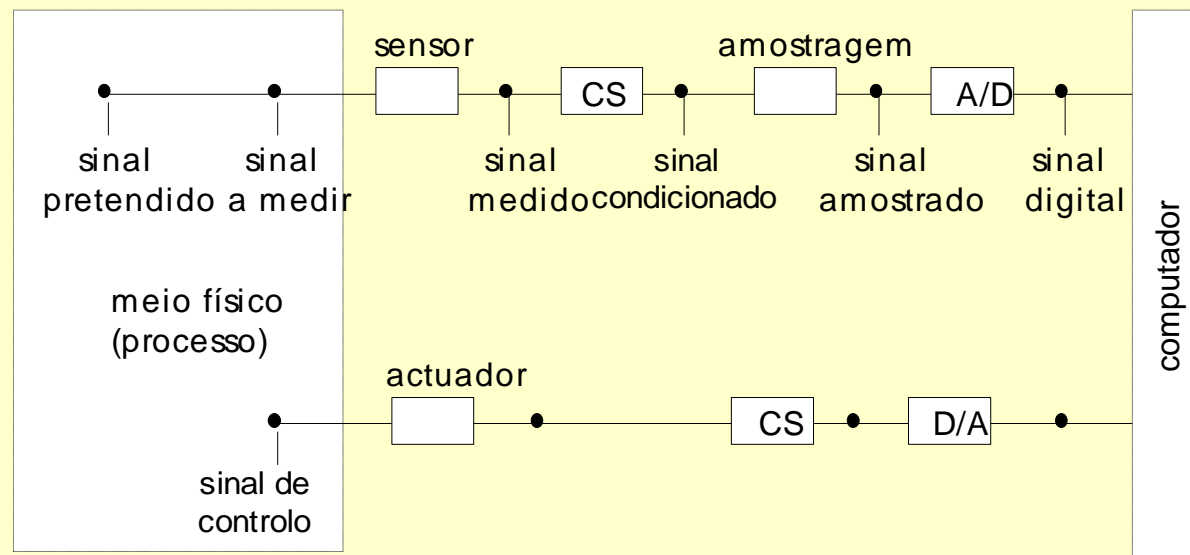 sensor
amostragem
CS
A/D
sinal pretendido
sinal a medir
sinal medido
sinal condicionado
sinal amostrado
sinal digital
computador
meio físico
(processo)
actuador
CS
D/A
sinal de
controlo